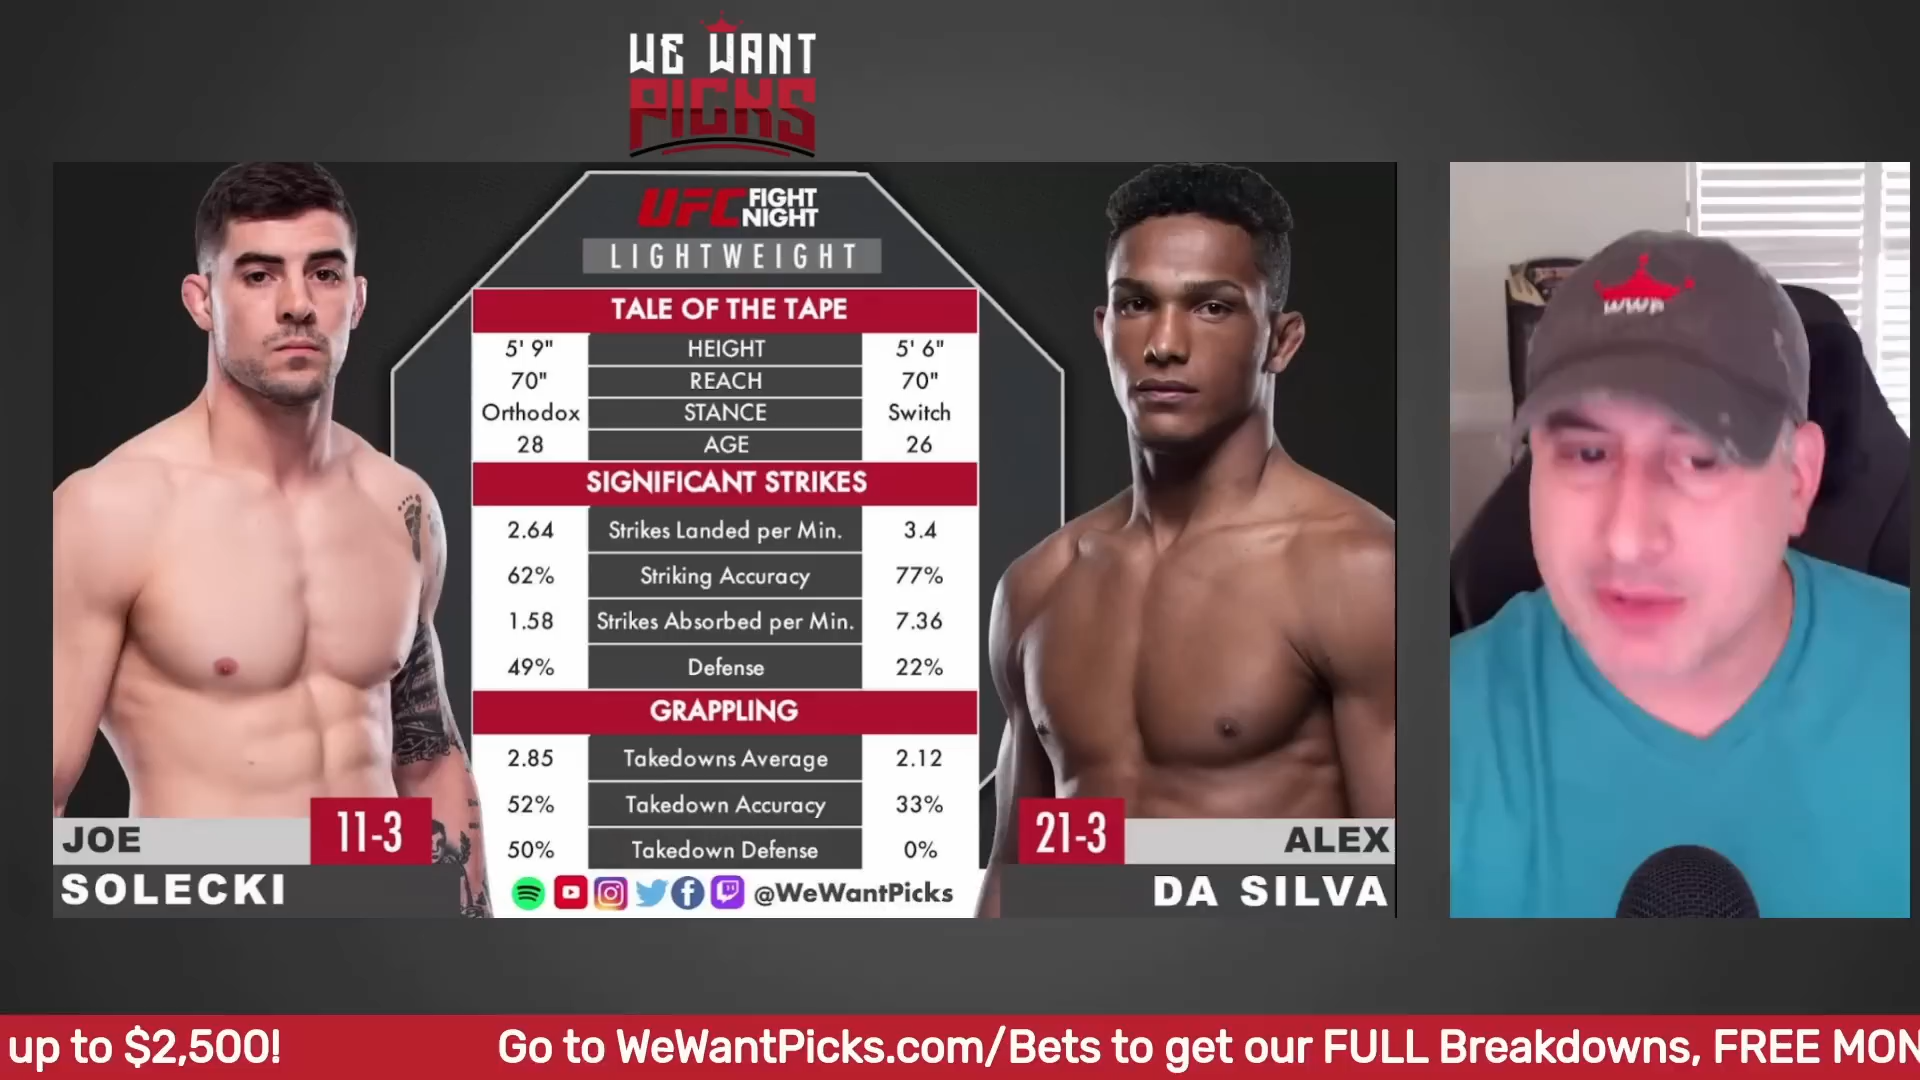 WE WANT
PICKS
UFC FIGHT NIGHT
LIGHTWEIGHT
TALE OF THE TAPE
5' 9" HEIGHT 5' 6"
70" REACH 70"
Orthodox STANCE Switch
28 AGE 26
SIGNIFICANT STRIKES
2.64 Strikes Landed per Min. 3.4
62% Striking Accuracy 77%
1.58 Strikes Absorbed per Min. 7.36
49% Defense 22%
GRAPPLING
2.85 Takedowns Average 2.12
52% Takedown Accuracy 33%
50% Takedown Defense 0%
@WeWantPicks
JOE 11-3
SOLECKI
21-3 ALEX
DA SILVA
WWP
up to $2,500! Go to WeWantPicks.com/Bets to get our FULL Breakdowns, FREE MON